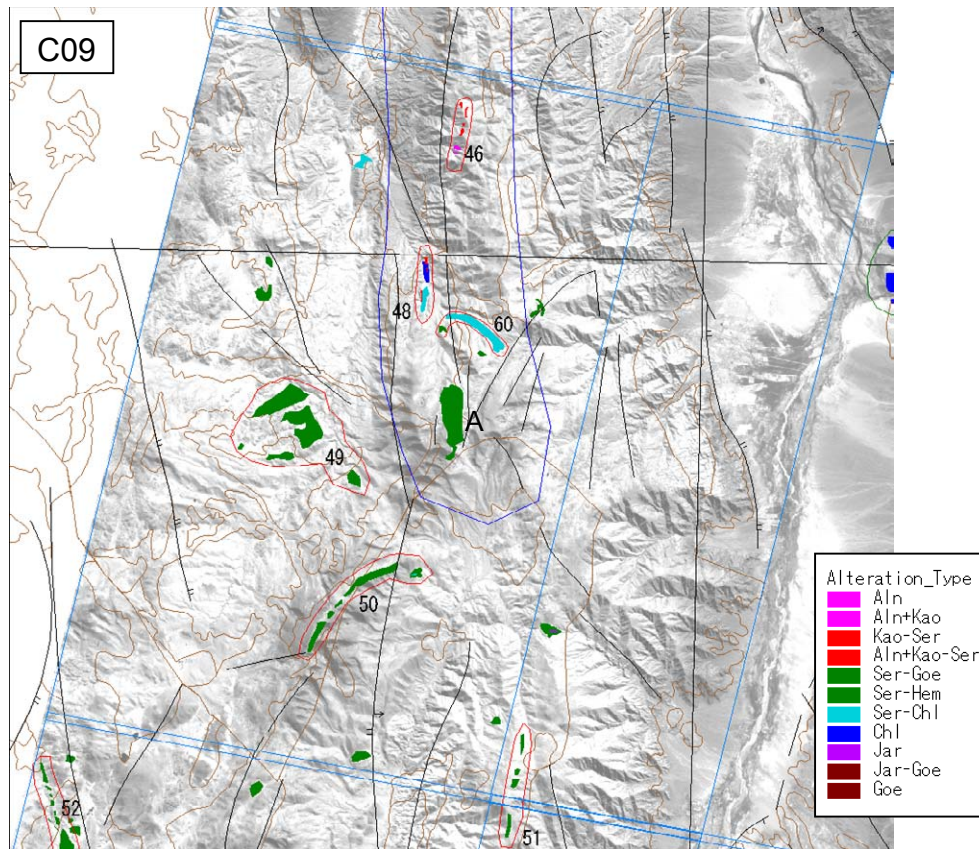 C09
46
48
60
A
49
50
51
52
Alteration_Type
Aln
Aln+Kao
Kao-Ser
Aln+Kao-Ser
Ser-Goe
Ser-Hem
Ser-Chl
Chl
Jar
Jar-Goe
Goe